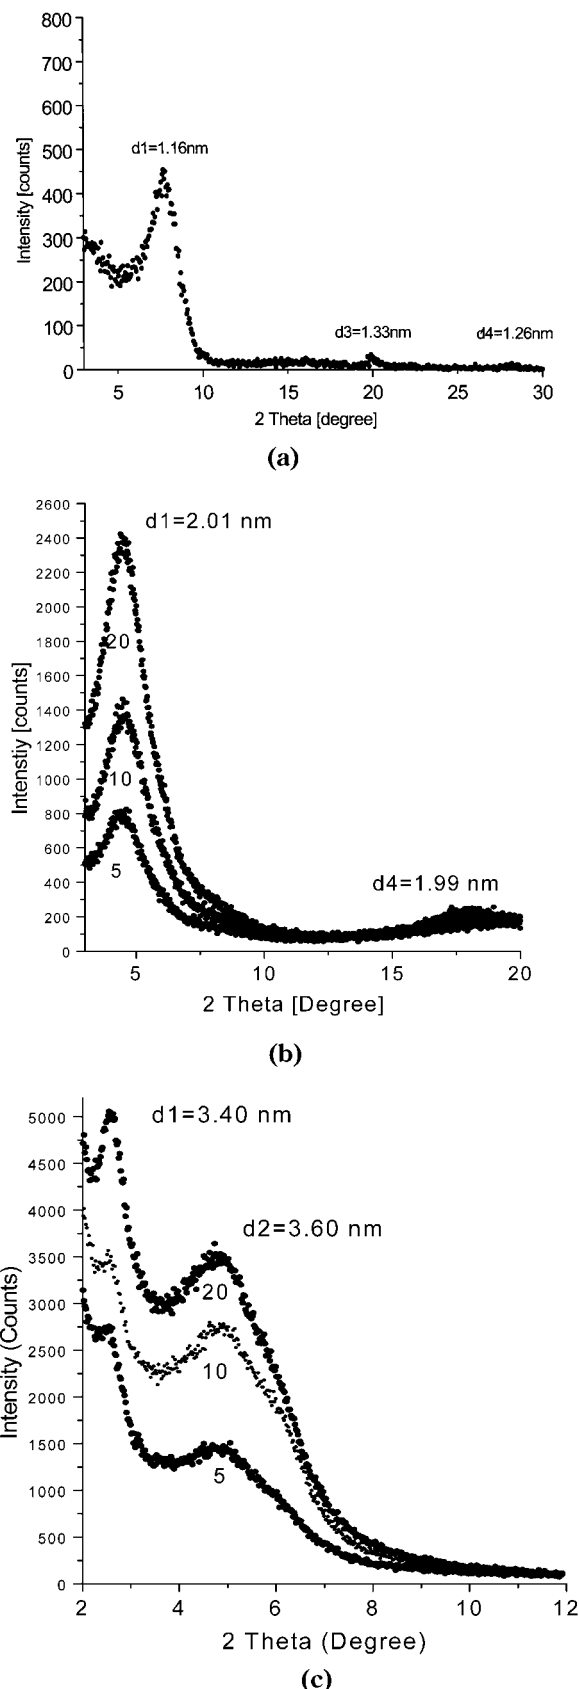 800
700
600
500
400
300
200
100
0
Intensity [counts]
d1=1.16nm
d3=1.33nm
d4=1.26nm
5 10 15 20 25 30
2 Theta [degree]
(a)
2600
2400
2200
2000
1800
1600
1400
1200
1000
800
600
400
200
0
Intenstiy [counts]
d1=2.01 nm
20
10
5
d4=1.99 nm
5 10 15 20
2 Theta [Degree]
(b)
5000
4500
4000
3500
3000
2500
2000
1500
1000
500
0
Intensity (Counts)
d1=3.40 nm
d2=3.60 nm
20
10
5
2 4 6 8 10 12
2 Theta (Degree)
(c)